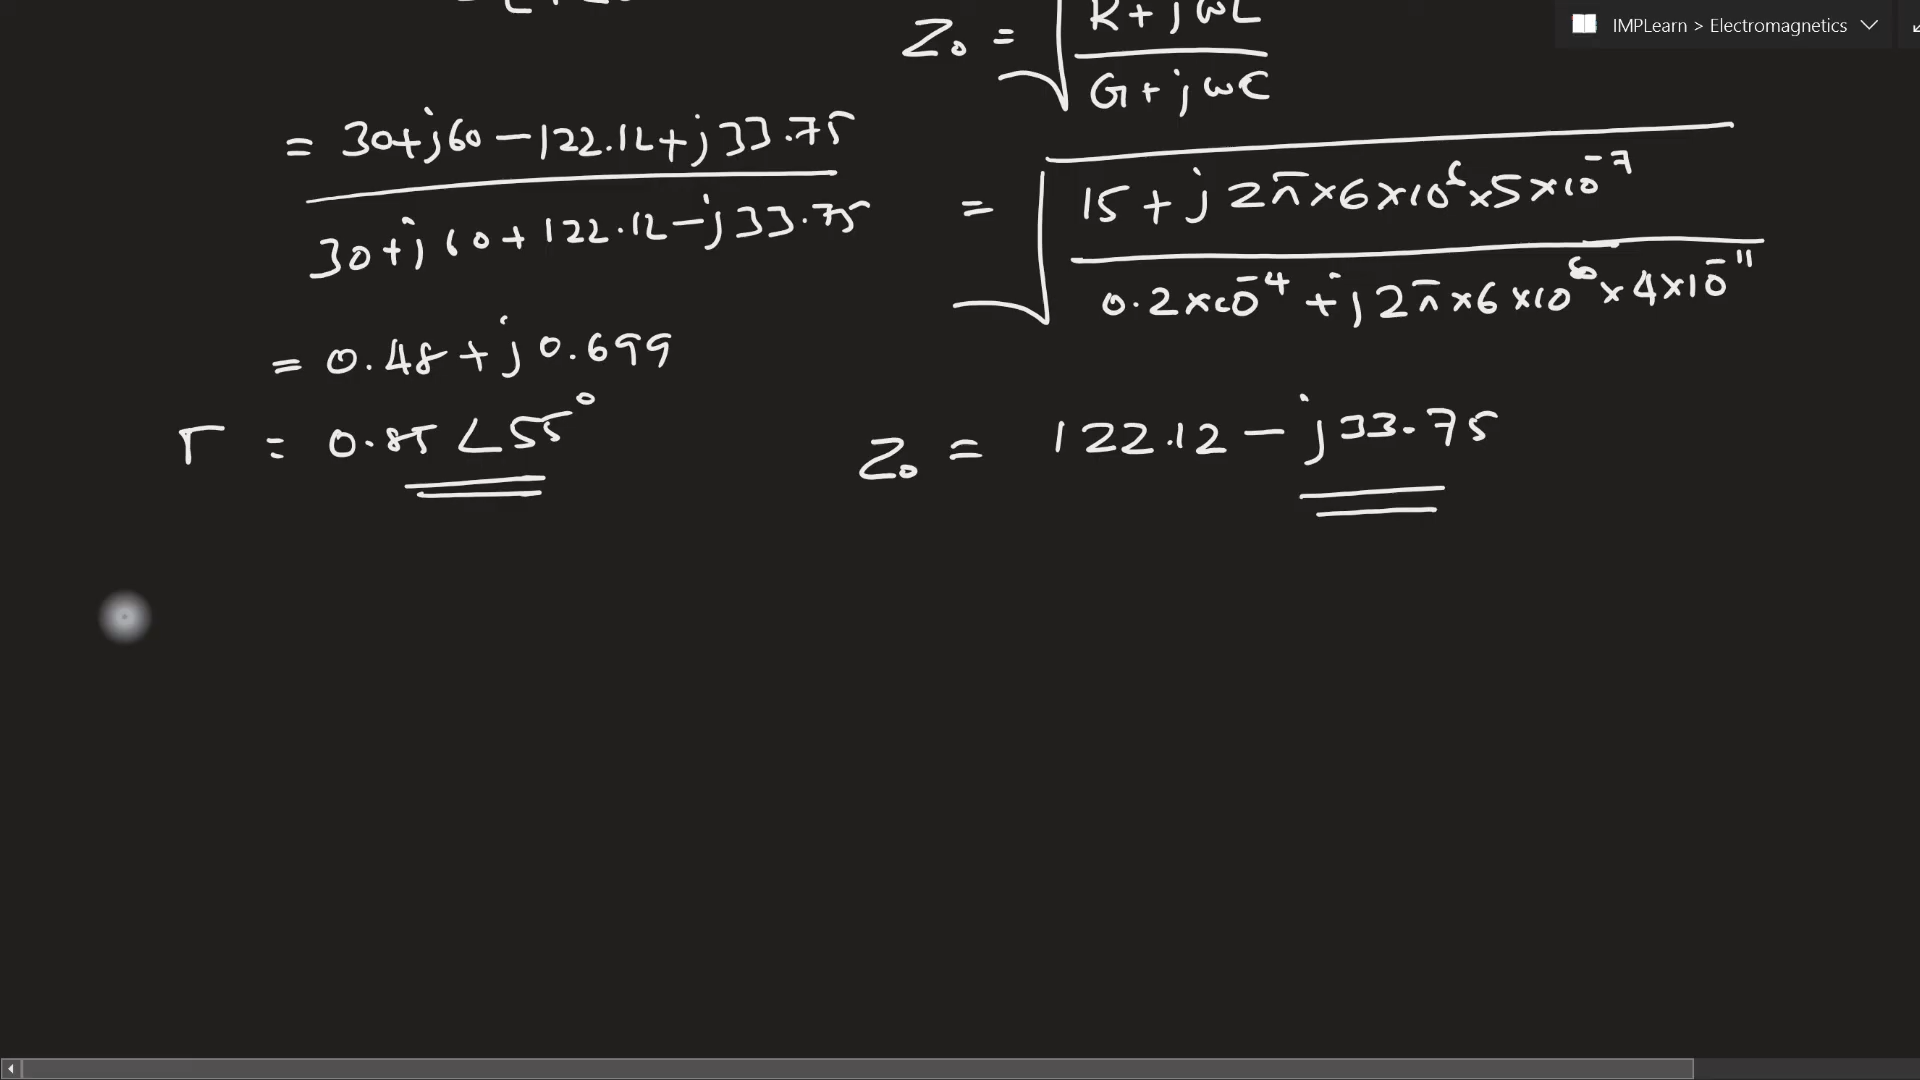 IMPLearn > Electromagnetics
Z₀ = √((R + jωL) / (G + jωC))
= (30+j60 − 122.12 + j33.75) / (30+j60 + 122.12 − j33.75)
= √((15 + j2π×6×10⁶×5×10⁻⁷) / (0.2×10⁻⁴ + j2π×6×10⁶×4×10⁻¹¹))
= 0.48 + j0.699
Γ = 0.85 ∠55°
Z₀ = 122.12 − j33.75